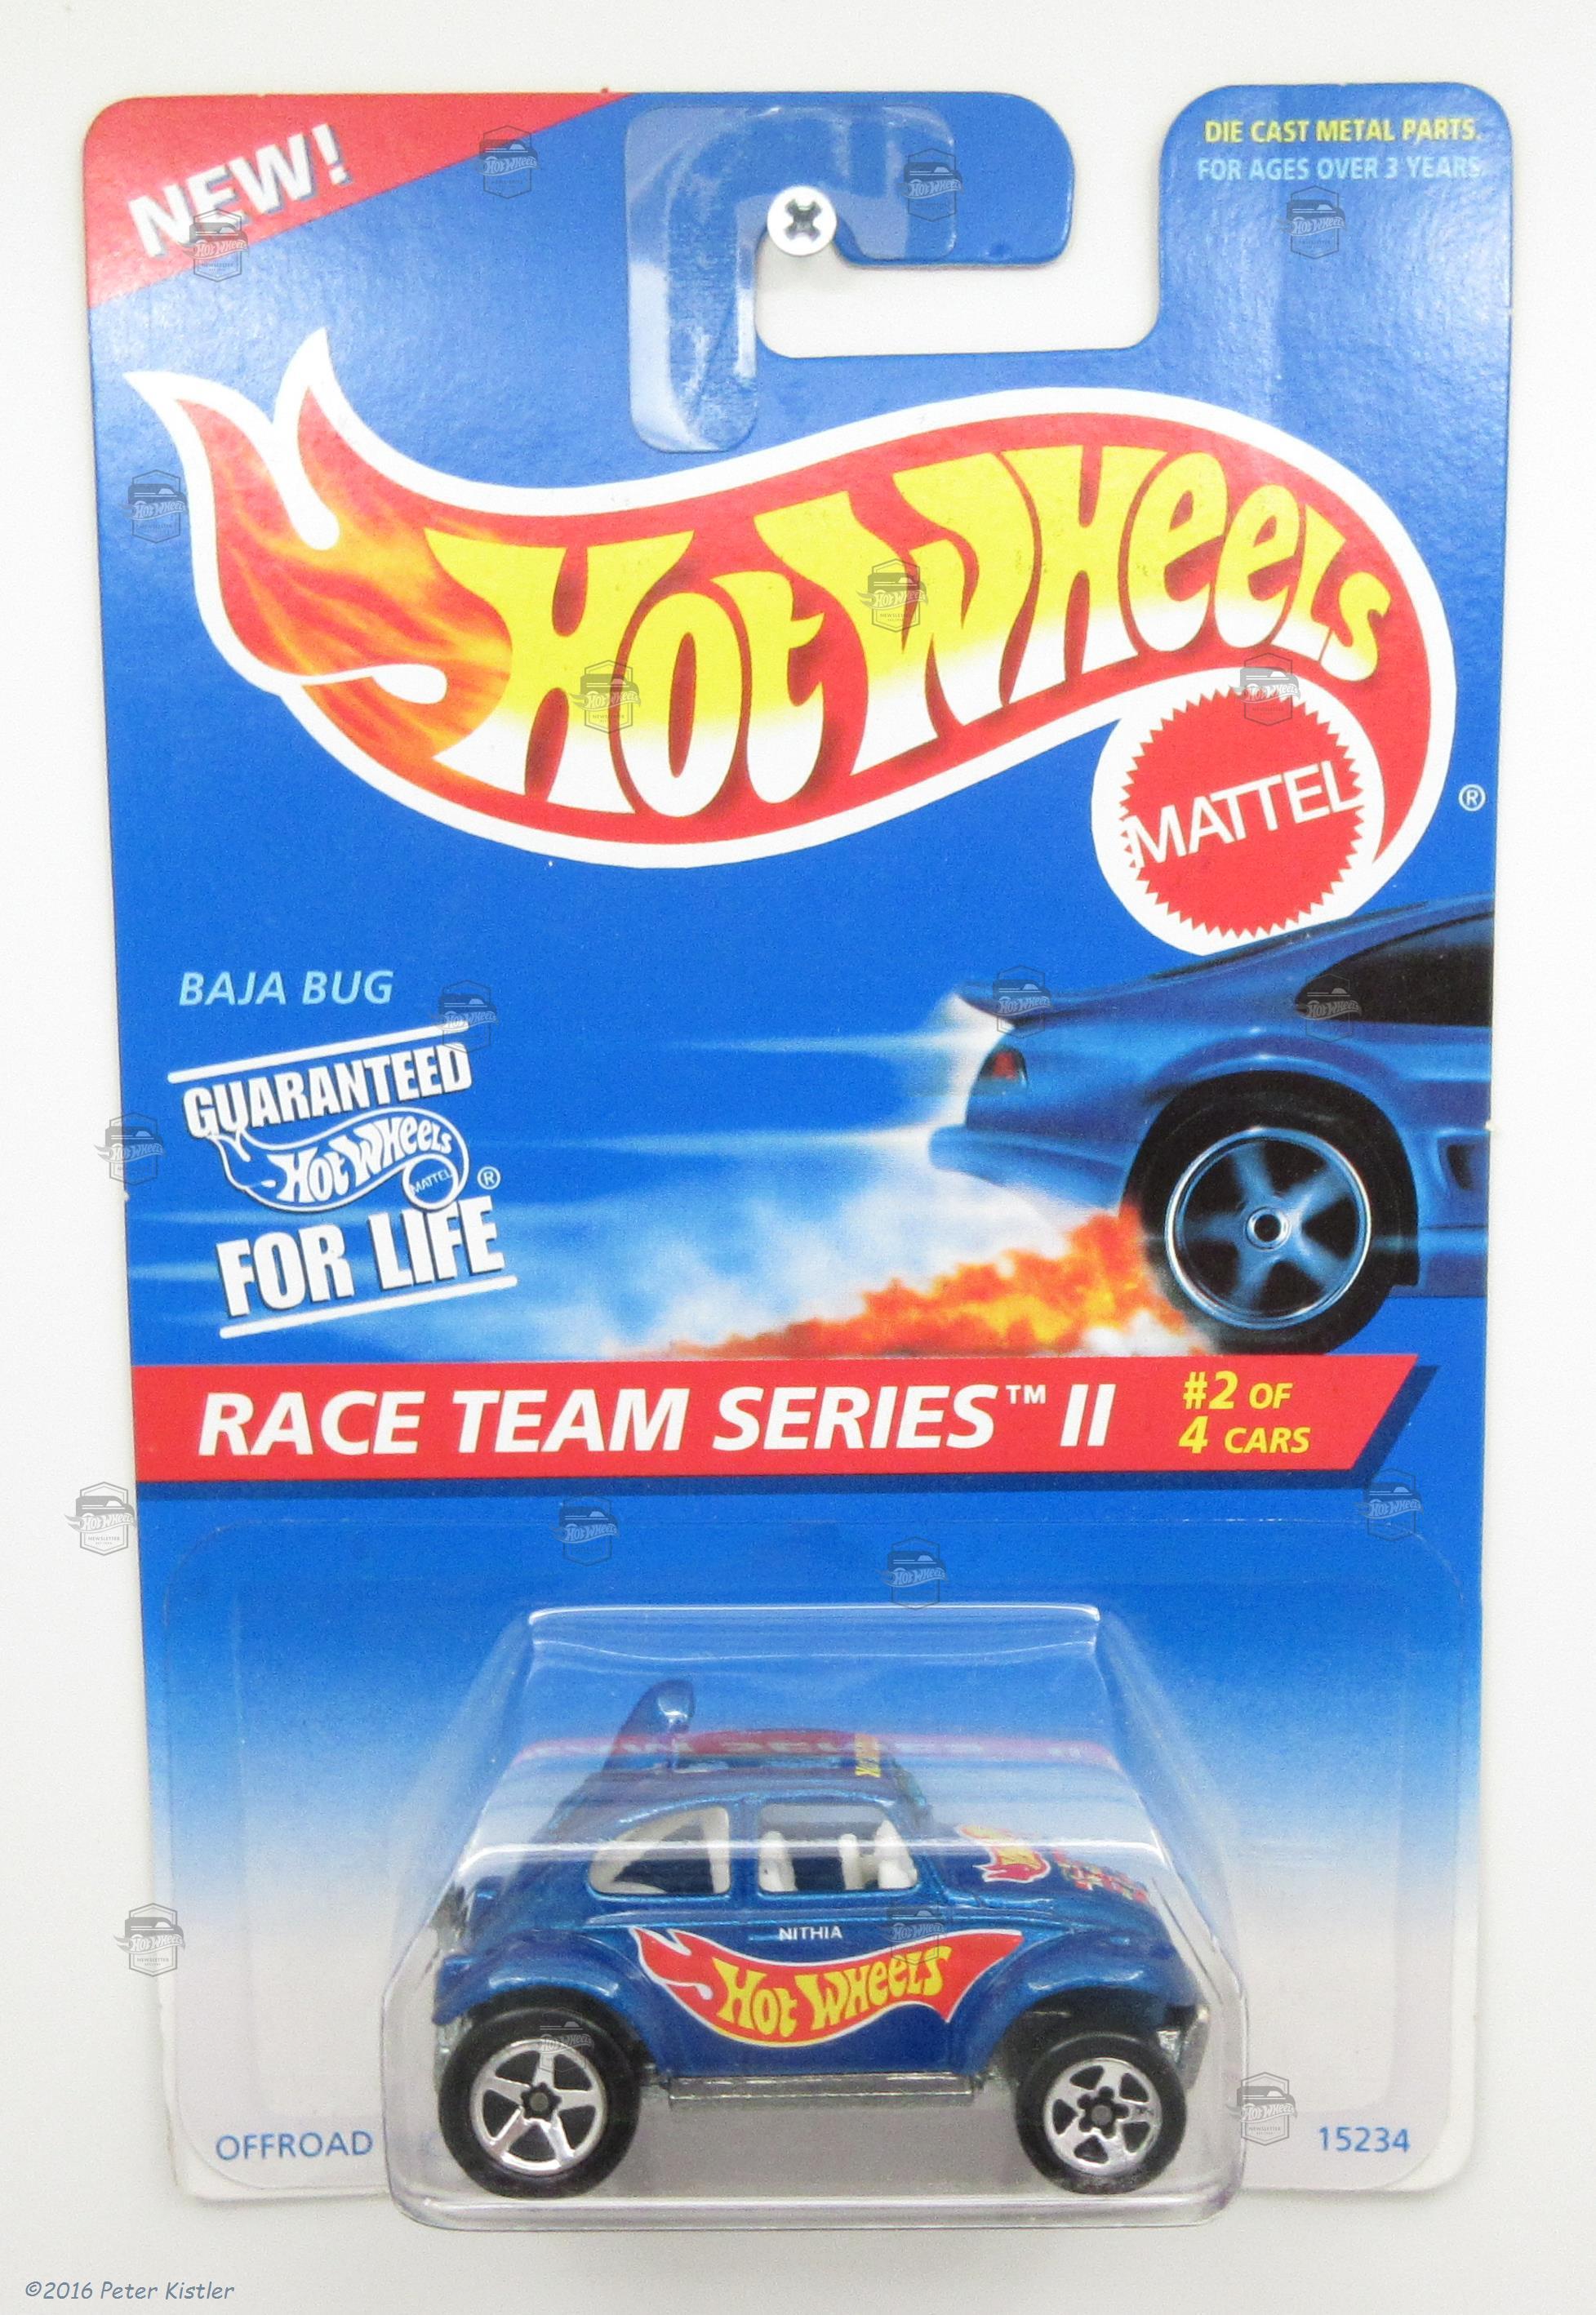 NEW!
DIE CAST METAL PARTS.
FOR AGES OVER 3 YEARS.
Hot Wheels
MATTEL
®
BAJA BUG
GUARANTEED
Hot Wheels
MATTEL ®
FOR LIFE
RACE TEAM SERIES™ II
#2 OF
4 CARS
NITHIA
Hot Wheels
OFFROAD
15234
©2016 Peter Kistler